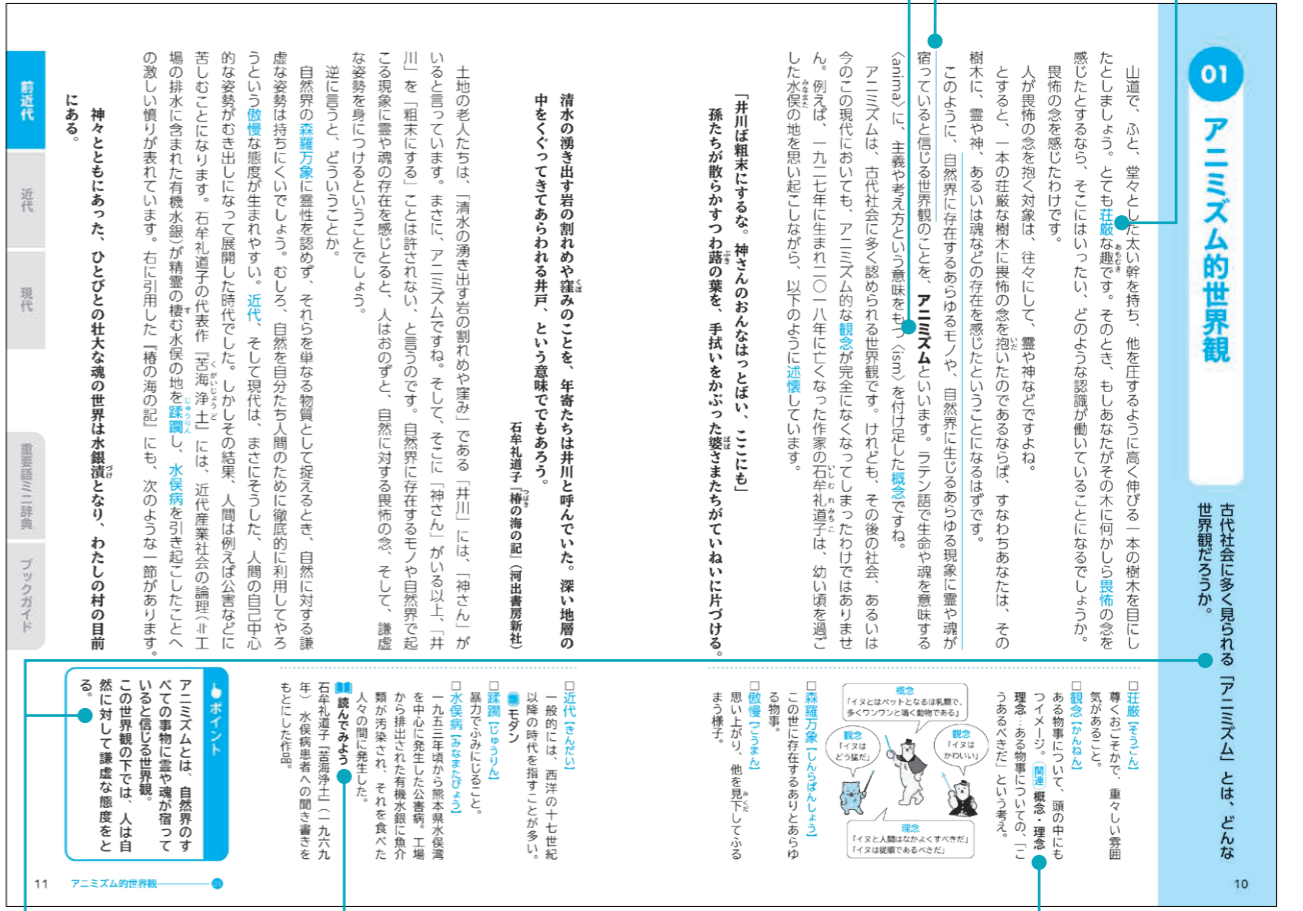 01 アニミズム的世界観
古代社会に多く見られる「アニミズム」とは、どんな
世界観だろうか。
山道で、ふと、堂々とした太い幹を持ち、他を圧するように高く伸びる一本の樹木を目にし
たとしましょう。とても荘厳な趣です。そのとき、もしあなたがその木に何かしら畏怖の念を
感じたとするなら、そこにはいったい、どのような認識が働いていることになるでしょうか。
畏怖の念を感じたわけです。
人が畏怖の念を抱く対象は、往々にして、霊や神などですよね。
とすると、一本の荘厳な樹木に畏怖の念を抱いたのであるならば、すなわちあなたは、その
樹木に、霊や神、あるいは魂などの存在を感じたということになるはずです。
このように、自然界に存在するあらゆるモノや、自然界に生じるあらゆる現象に霊や魂が
宿っていると信じる世界観のことを、アニミズムといいます。ラテン語で生命や魂を意味する
〈anima〉に、主義や考え方という意味をもつ〈ism〉を付け足した概念ですね。
アニミズムは、古代社会に多く認められる世界観です。けれども、その後の社会、あるいは
今のこの現代においても、アニミズム的な観念が完全になくなってしまったわけではありませ
ん。例えば、一九二七年に生まれ二〇一八年に亡くなった作家の石牟礼道子は、幼い頃を過ご
した水俣の地を思い起こしながら、以下のように述懐しています。
「井川ば粗末にするな。神さんのおんなはっとばい、ここにも」
孫たちが散らかすつわ蕗の葉を、手拭いをかぶった婆さまたちがていねいに片づける。
清水の湧き出す岩の割れめや窪みのことを、年寄たちは井川と呼んでいた。深い地層の
中をくぐってきてあらわれる井戸、という意味ででもあろう。
石牟礼道子『椿の海の記』(河出書房新社)
土地の老人たちは、「清水の湧き出す岩の割れめや窪み」である「井川」には、「神さん」が
いると言っています。まさに、アニミズムですね。そして、そこに「神さん」がいる以上、「井
川」を「粗末にする」ことは許されない、と言うのです。自然界に存在するモノや自然界で起
こる現象に霊や魂の存在を感じとると、人はおのずと、自然に対する畏怖の念、そして、謙虚
な姿勢を身につけるということでしょう。
逆に言うと、どういうことか。
自然界の森羅万象に霊性を認めず、それらを単なる物質として捉えるとき、自然に対する謙
虚な姿勢は持ちにくいでしょう。むしろ、自然を自分たち人間のために徹底的に利用してやろ
うという傲慢な態度が生まれやすい。近代、そして現代は、まさにそうした、人間の自己中心
的な姿勢がむき出しになって展開した時代でした。しかしその結果、人間は例えば公害などに
苦しむことになります。石牟礼道子の代表作『苦海浄土』には、近代産業社会の論理(=工
場の排水に含まれた有機水銀)が精霊の棲む水俣の地を蹂躙し、水俣病を引き起こしたことへ
の激しい憤りが表れています。右に引用した『椿の海の記』にも、次のような一節があります。
神々とともにあった、ひとびとの壮大な魂の世界は水銀漬となり、わたしの村の目前
にある。
□荘厳【そうごん】
尊くおごそかで、重々しい雰囲
気があること。
□観念【かんねん】
ある物事について、頭の中にも
つイメージ。関連 概念・理念
理念…ある物事についての、「こ
うあるべきだ」という考え。
概念
「イヌとはペットとなるほ乳類で、
多くワンワンと鳴く動物である」
観念
「イヌは
どう猛だ」
観念
「イヌは
かわいい」
理念
「イヌと人間はなかよくすべきだ」
「イヌは従順であるべきだ」
□森羅万象【しんらばんしょう】
この世に存在するありとあらゆ
る物事。
□傲慢【ごうまん】
思い上がり、他を見下してふる
まう様子。
□近代【きんだい】
一般的には、西洋の十七世紀
以降の時代を指すことが多い。
モダン
□蹂躙【じゅうりん】
暴力でふみにじること。
□水俣病【みなまたびょう】
一九五三年頃から熊本県水俣湾
を中心に発生した公害病。工場
から排出された有機水銀に魚介
類が汚染され、それを食べた
人々の間に発生した。
読んでみよう
石牟礼道子『苦海浄土』(一九六九
年) 水俣病患者への聞き書きを
もとにした作品。
ポイント
アニミズムとは、自然界のす
べての事物に霊や魂が宿って
いると信じる世界観。
この世界観の下では、人は自
然に対して謙虚な態度をと
る。
前近代
近代
現代
重要語ミニ辞典
ブックガイド
11 アニミズム的世界観 01
10